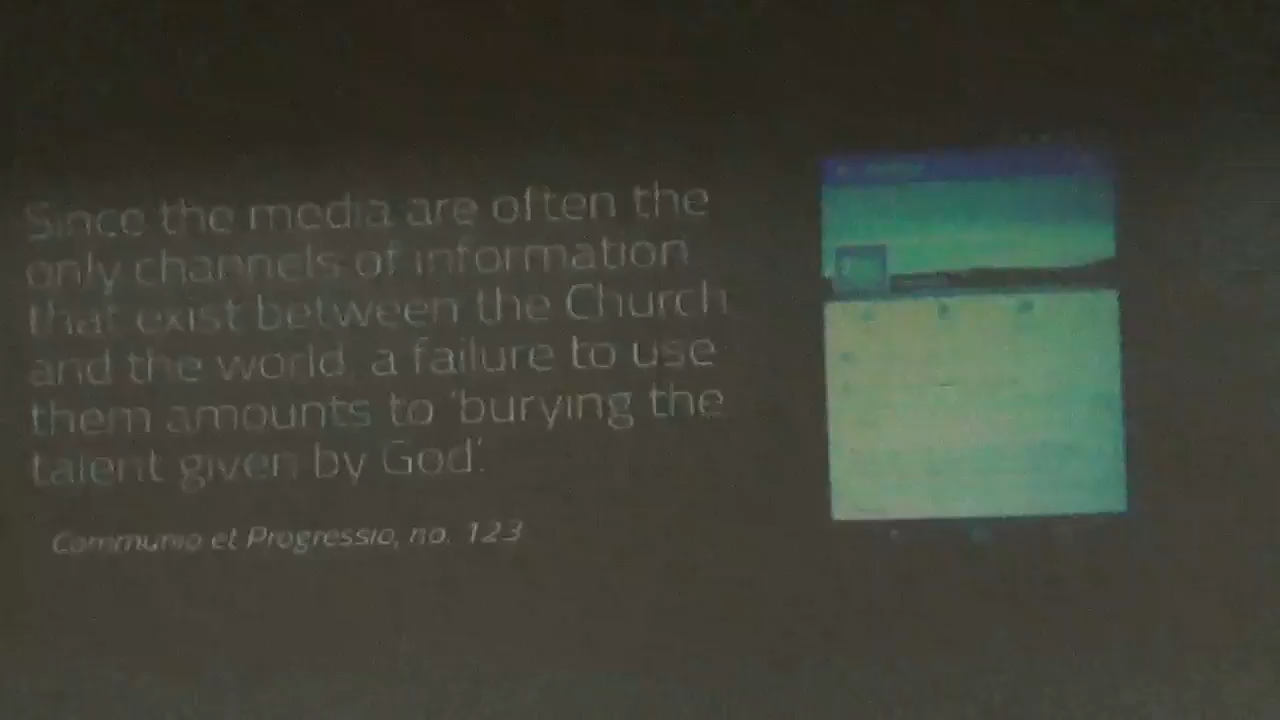 Since the media are often the
only channels of information
that exist between the Church
and the world, a failure to use
them amounts to 'burying the
talent given by God'.
Communio et Progressio, no. 123